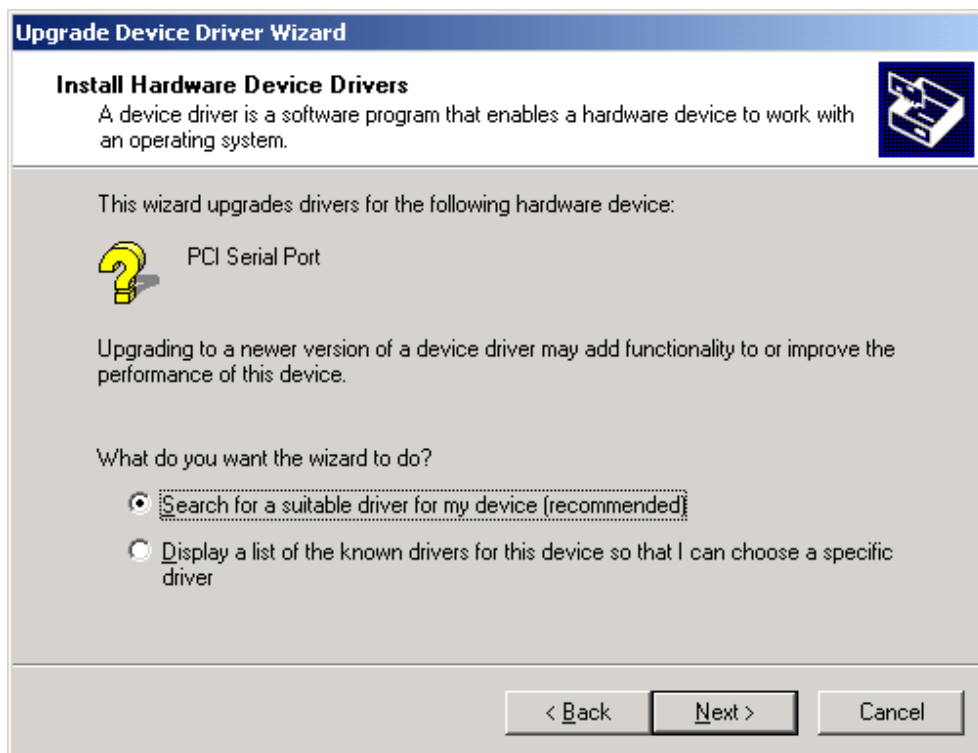 Upgrade Device Driver Wizard
Install Hardware Device Drivers
A device driver is a software program that enables a hardware device to work with
an operating system.
This wizard upgrades drivers for the following hardware device:
PCI Serial Port
Upgrading to a newer version of a device driver may add functionality to or improve the
performance of this device.
What do you want the wizard to do?
Search for a suitable driver for my device (recommended)
Display a list of the known drivers for this device so that I can choose a specific
driver
< Back
Next >
Cancel